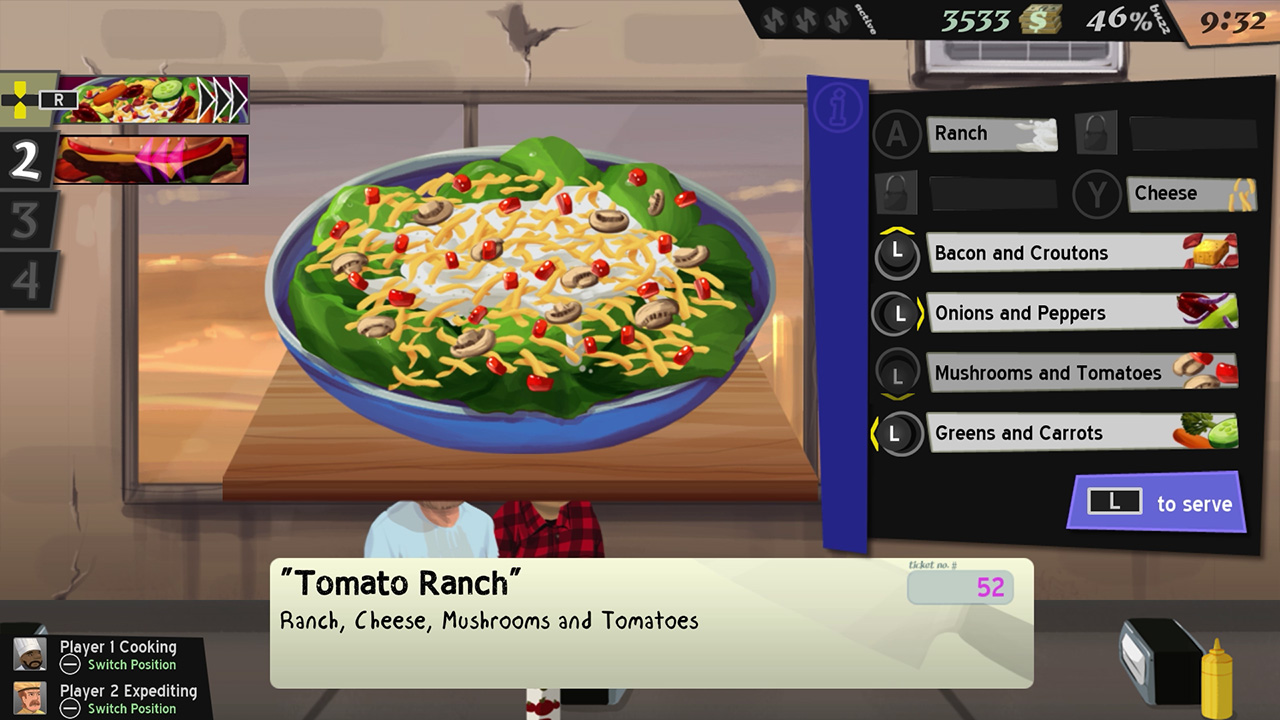 active
3533 $
46% buzz
9:32
R
2
3
4
i
A Ranch
Y Cheese
L Bacon and Croutons
L Onions and Peppers
L Mushrooms and Tomatoes
L Greens and Carrots
L to serve
"Tomato Ranch"
ticket no. #
52
Ranch, Cheese, Mushrooms and Tomatoes
Player 1 Cooking
Switch Position
Player 2 Expediting
Switch Position